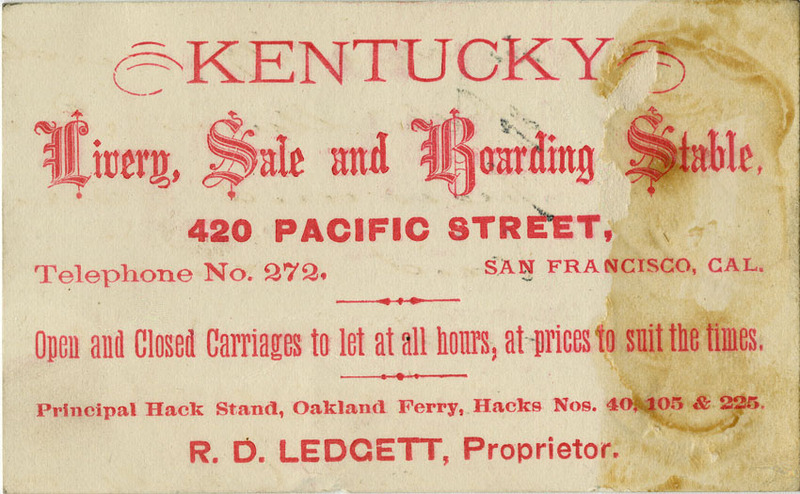 KENTUCKY
Livery, Sale and Boarding Stable,
420 PACIFIC STREET,
Telephone No. 272. SAN FRANCISCO, CAL.
Open and Closed Carriages to let at all hours, at prices to suit the times.
Principal Hack Stand, Oakland Ferry, Hacks Nos. 40, 105 & 225.
R. D. LEDGETT, Proprietor.